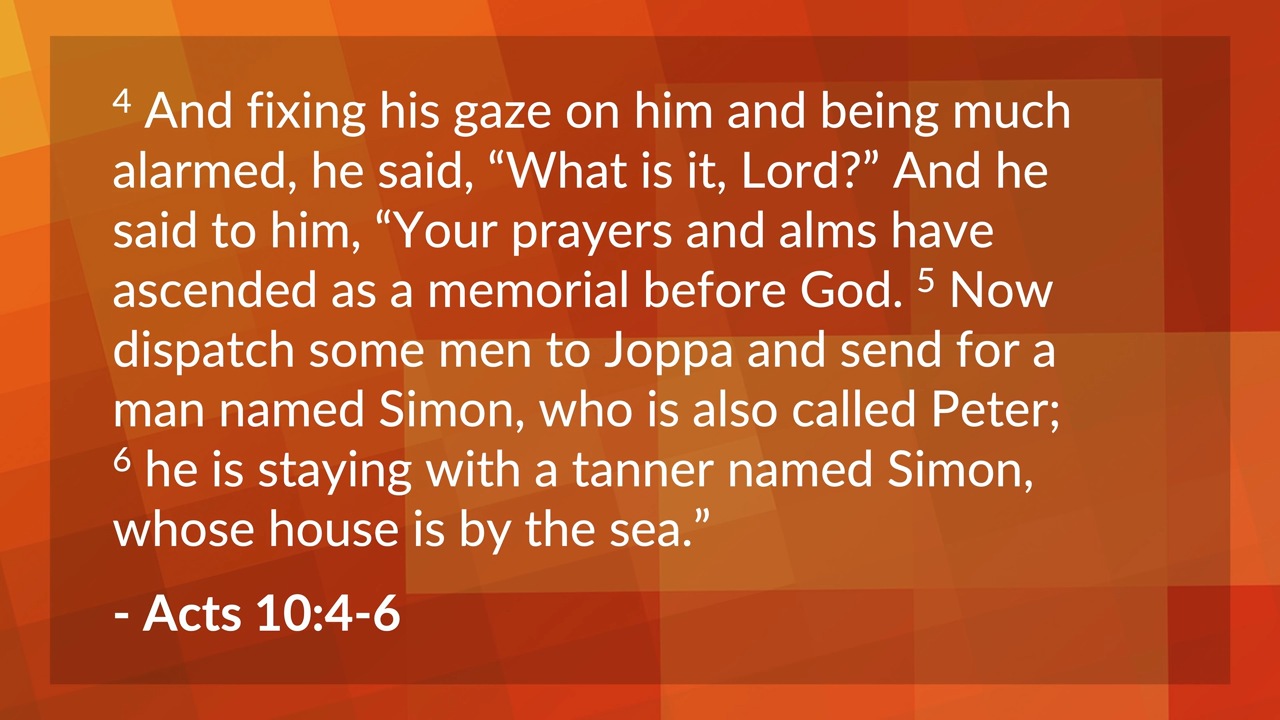 4 And fixing his gaze on him and being much
alarmed, he said, “What is it, Lord?” And he
said to him, “Your prayers and alms have
ascended as a memorial before God. 5 Now
dispatch some men to Joppa and send for a
man named Simon, who is also called Peter;
6 he is staying with a tanner named Simon,
whose house is by the sea.”
- Acts 10:4-6